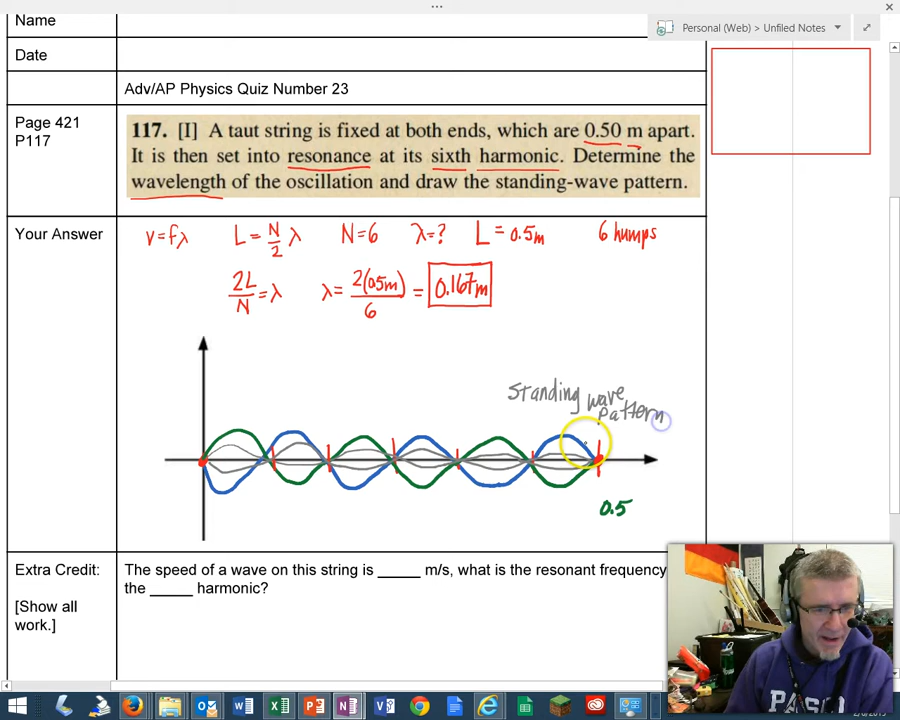 Name
Personal (Web) > Unfiled Notes
Date
Adv/AP Physics Quiz Number 23
Page 421
P117
117. [I] A taut string is fixed at both ends, which are 0.50 m apart.
It is then set into resonance at its sixth harmonic. Determine the
wavelength of the oscillation and draw the standing-wave pattern.
Your Answer
v=fλ L=N/2 λ N=6 λ=? L=0.5m 6 humps
2L/N=λ λ=2(0.5m)/6=0.167m
Standing wave
pattern
0.5
Extra Credit:
[Show all
work.]
The speed of a wave on this string is _____ m/s, what is the resonant frequency
the _____ harmonic?